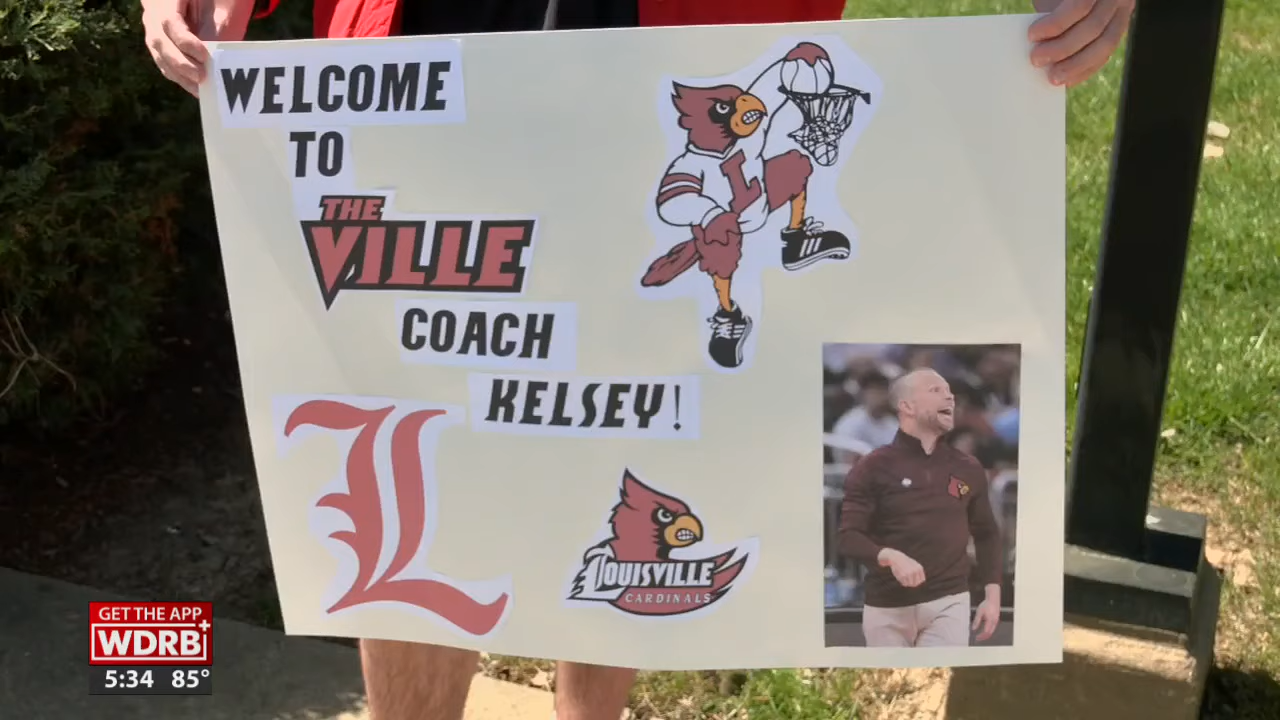 WELCOME
TO
THE
VILLE
COACH
KELSEY!
L
L
LOUISVILLE
CARDINALS
GET THE APP
WDRB+
5:34 85°